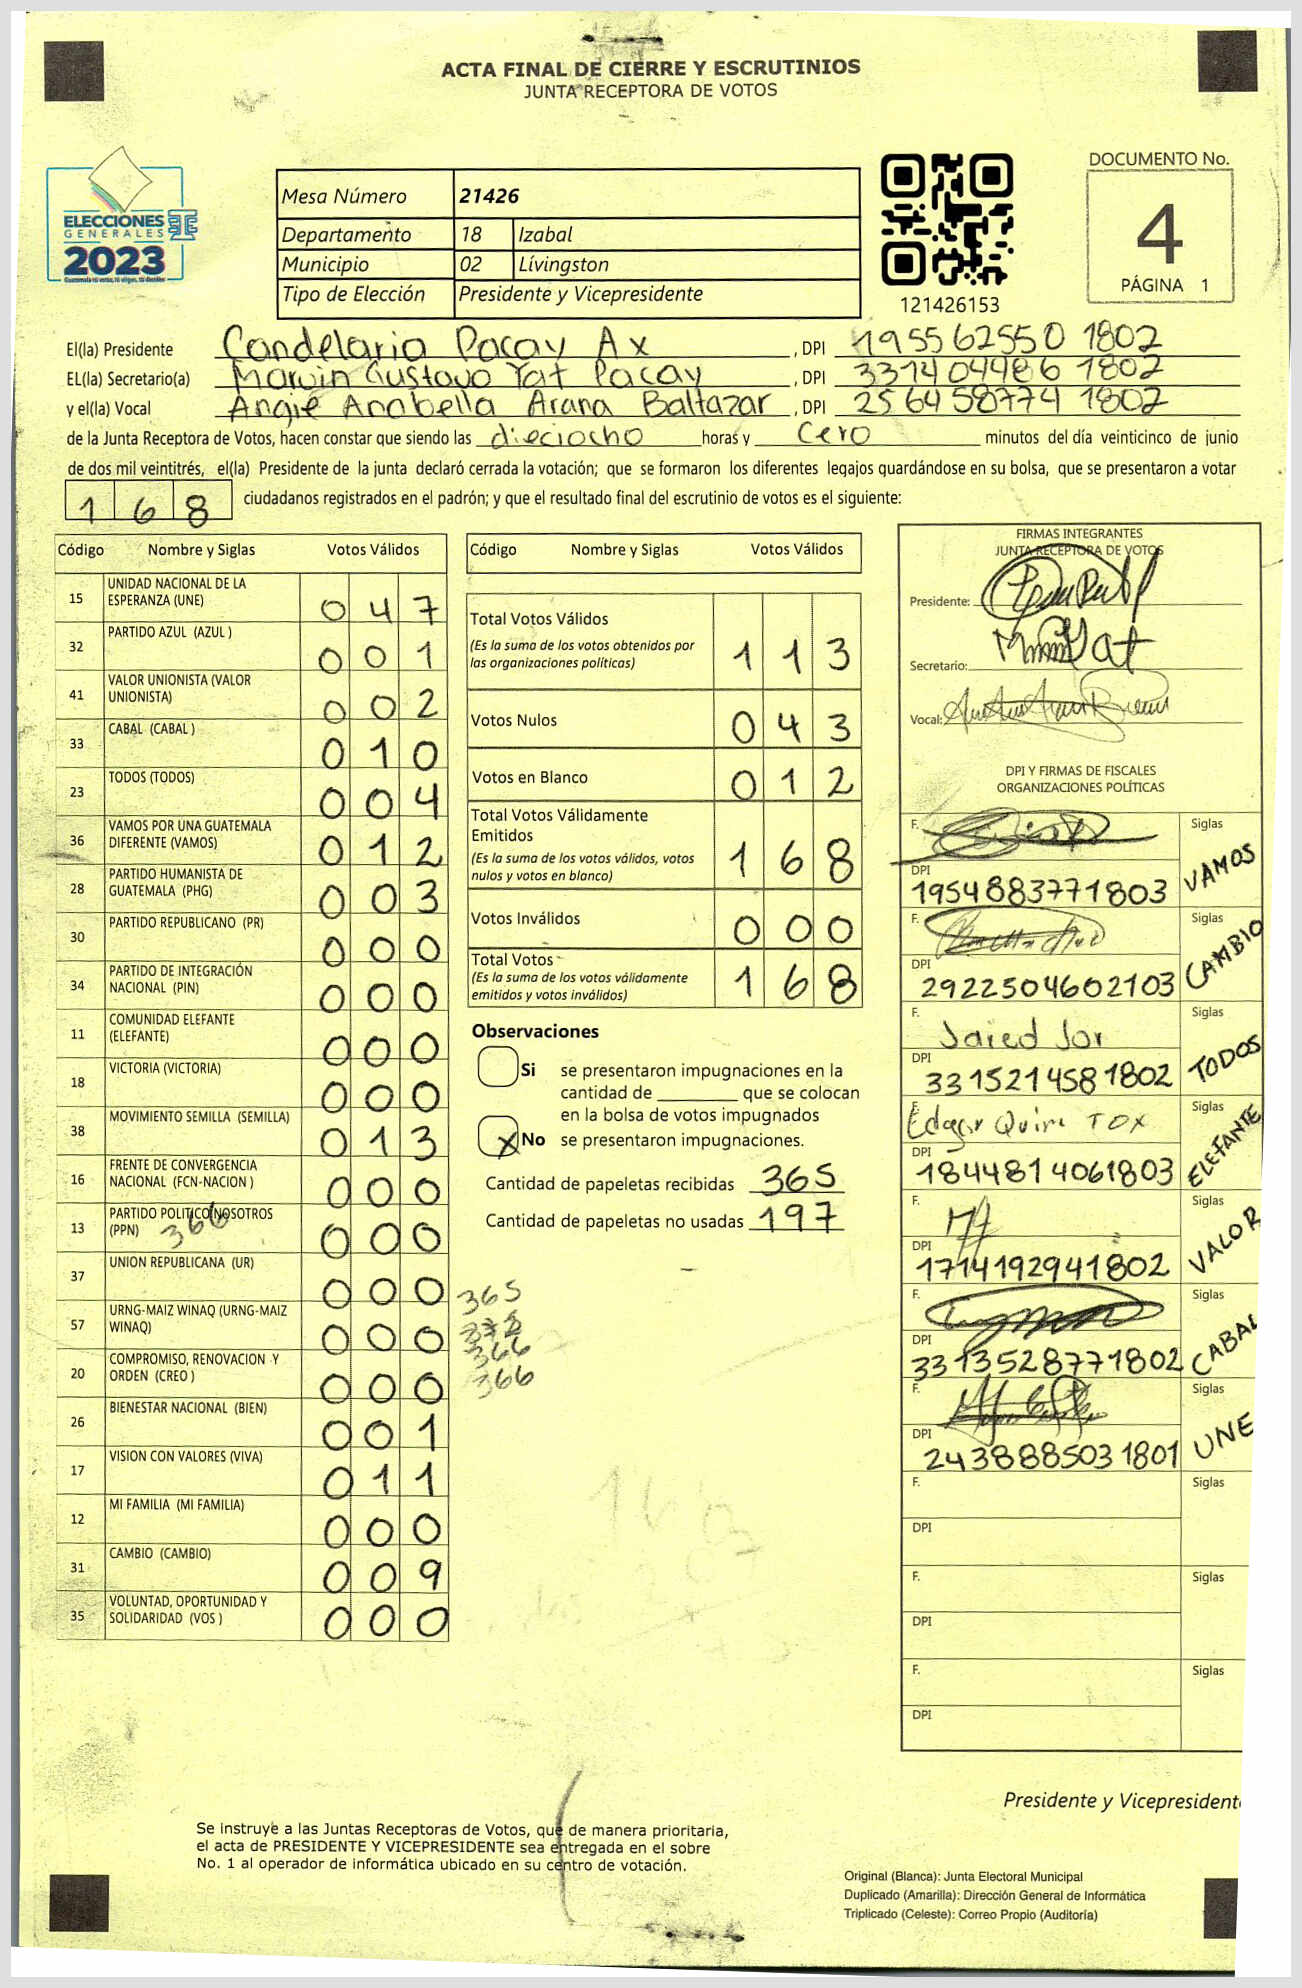 ACTA FINAL DE CIERRE Y ESCRUTINIOS
JUNTA RECEPTORA DE VOTOS
ELECCIONES
GENERALES
2023
Mesa Número 21426
Departamento 18 Izabal
Municipio 02 Lívingston
Tipo de Elección Presidente y Vicepresidente
121426153
DOCUMENTO No.
4
PÁGINA 1
El(la) Presidente Candelaria Pacay Ax , DPI 195562550 1802
EL(la) Secretario(a) Marvin Gustavo Yat Pacay , DPI 331404486 1802
y el(la) Vocal Angie Anabella Arana Baltazar , DPI 256458774 1802
de la Junta Receptora de Votos, hacen constar que siendo las dieciocho horas y Cero minutos del día veinticinco de junio
de dos mil veintitrés, el(la) Presidente de la junta declaró cerrada la votación; que se formaron los diferentes legajos guardándose en su bolsa, que se presentaron a votar
168 ciudadanos registrados en el padrón; y que el resultado final del escrutinio de votos es el siguiente:
Código Nombre y Siglas Votos Válidos
15 UNIDAD NACIONAL DE LA ESPERANZA (UNE) 047
32 PARTIDO AZUL (AZUL ) 001
41 VALOR UNIONISTA (VALOR UNIONISTA) 002
33 CABAL (CABAL ) 010
23 TODOS (TODOS) 004
36 VAMOS POR UNA GUATEMALA DIFERENTE (VAMOS) 012
28 PARTIDO HUMANISTA DE GUATEMALA (PHG) 003
30 PARTIDO REPUBLICANO (PR) 000
34 PARTIDO DE INTEGRACIÓN NACIONAL (PIN) 000
11 COMUNIDAD ELEFANTE (ELEFANTE) 000
18 VICTORIA (VICTORIA) 000
38 MOVIMIENTO SEMILLA (SEMILLA) 013
16 FRENTE DE CONVERGENCIA NACIONAL (FCN-NACION ) 000
13 PARTIDO POLITICO NOSOTROS (PPN) 000
366
37 UNION REPUBLICANA (UR) 000
57 URNG-MAIZ WINAQ (URNG-MAIZ WINAQ) 000
20 COMPROMISO, RENOVACION Y ORDEN (CREO ) 000
26 BIENESTAR NACIONAL (BIEN) 001
17 VISION CON VALORES (VIVA) 011
12 MI FAMILIA (MI FAMILIA) 000
31 CAMBIO (CAMBIO) 009
35 VOLUNTAD, OPORTUNIDAD Y SOLIDARIDAD (VOS ) 000
Código Nombre y Siglas Votos Válidos
Total Votos Válidos 113
(Es la suma de los votos obtenidos por
las organizaciones políticas)
Votos Nulos 043
Votos en Blanco 012
Total Votos Válidamente
Emitidos 168
(Es la suma de los votos válidos, votos
nulos y votos en blanco)
Votos Inválidos 000
Total Votos 168
(Es la suma de los votos válidamente
emitidos y votos inválidos)
Observaciones
Si se presentaron impugnaciones en la
cantidad de ________ que se colocan
en la bolsa de votos impugnados
X No se presentaron impugnaciones.
Cantidad de papeletas recibidas 365
Cantidad de papeletas no usadas 197
365
366
366
FIRMAS INTEGRANTES
JUNTA RECEPTORA DE VOTOS
Presidente:
Secretario:
Vocal:
DPI Y FIRMAS DE FISCALES
ORGANIZACIONES POLÍTICAS
F. Siglas
DPI 1954883771803 VAMOS
F. Siglas
DPI 2922504602103 CAMBIO
F. Jaied Jor Siglas
DPI 3315214581802 TODOS
F. Edgar Quim TOX Siglas
DPI 1844814061803 ELEFANTE
F. Siglas
DPI 1714192941802 VALOR
F. Siglas
DPI 3313528771802 CABAL
F. Siglas
DPI 2438885031801 UNE
F. Siglas
DPI
F. Siglas
DPI
F. Siglas
DPI
Presidente y Vicepresident
Se instruye a las Juntas Receptoras de Votos, que de manera prioritaria,
el acta de PRESIDENTE Y VICEPRESIDENTE sea entregada en el sobre
No. 1 al operador de informática ubicado en su centro de votación.
Original (Blanca): Junta Electoral Municipal
Duplicado (Amarilla): Dirección General de Informática
Triplicado (Celeste): Correo Propio (Auditoría)